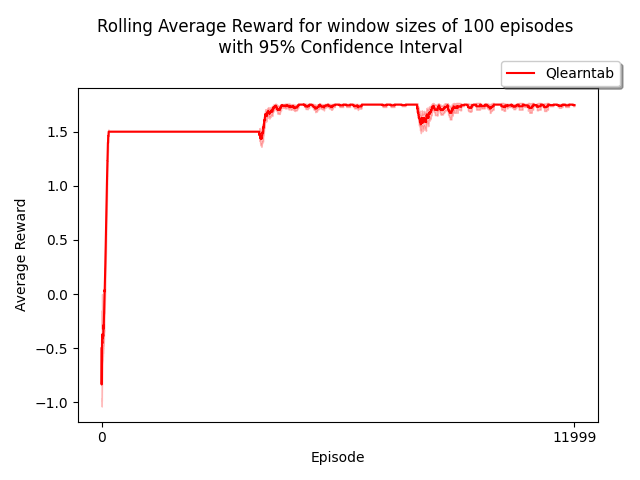 Rolling Average Reward for window sizes of 100 episodes
with 95% Confidence Interval
Qlearntab
Average Reward
1.5
1.0
0.5
0.0
−0.5
−1.0
0
11999
Episode